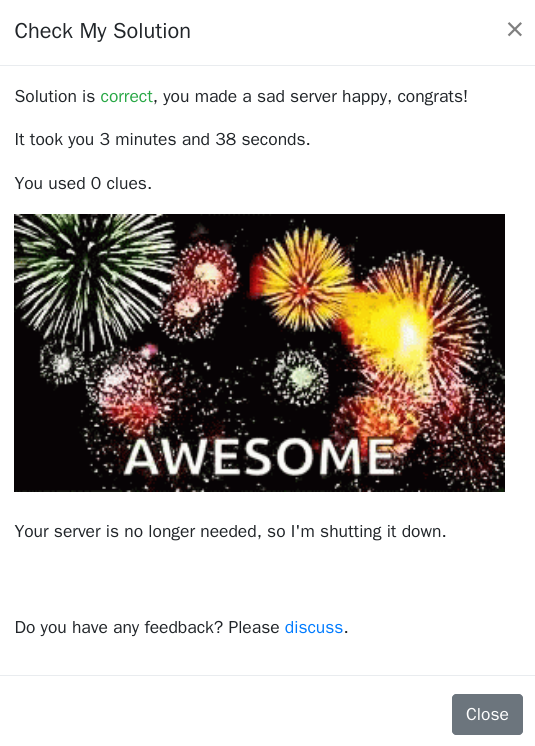 Check My Solution ×
Solution is correct, you made a sad server happy, congrats!
It took you 3 minutes and 38 seconds.
You used 0 clues.
AWESOME
Your server is no longer needed, so I'm shutting it down.
Do you have any feedback? Please discuss.
Close